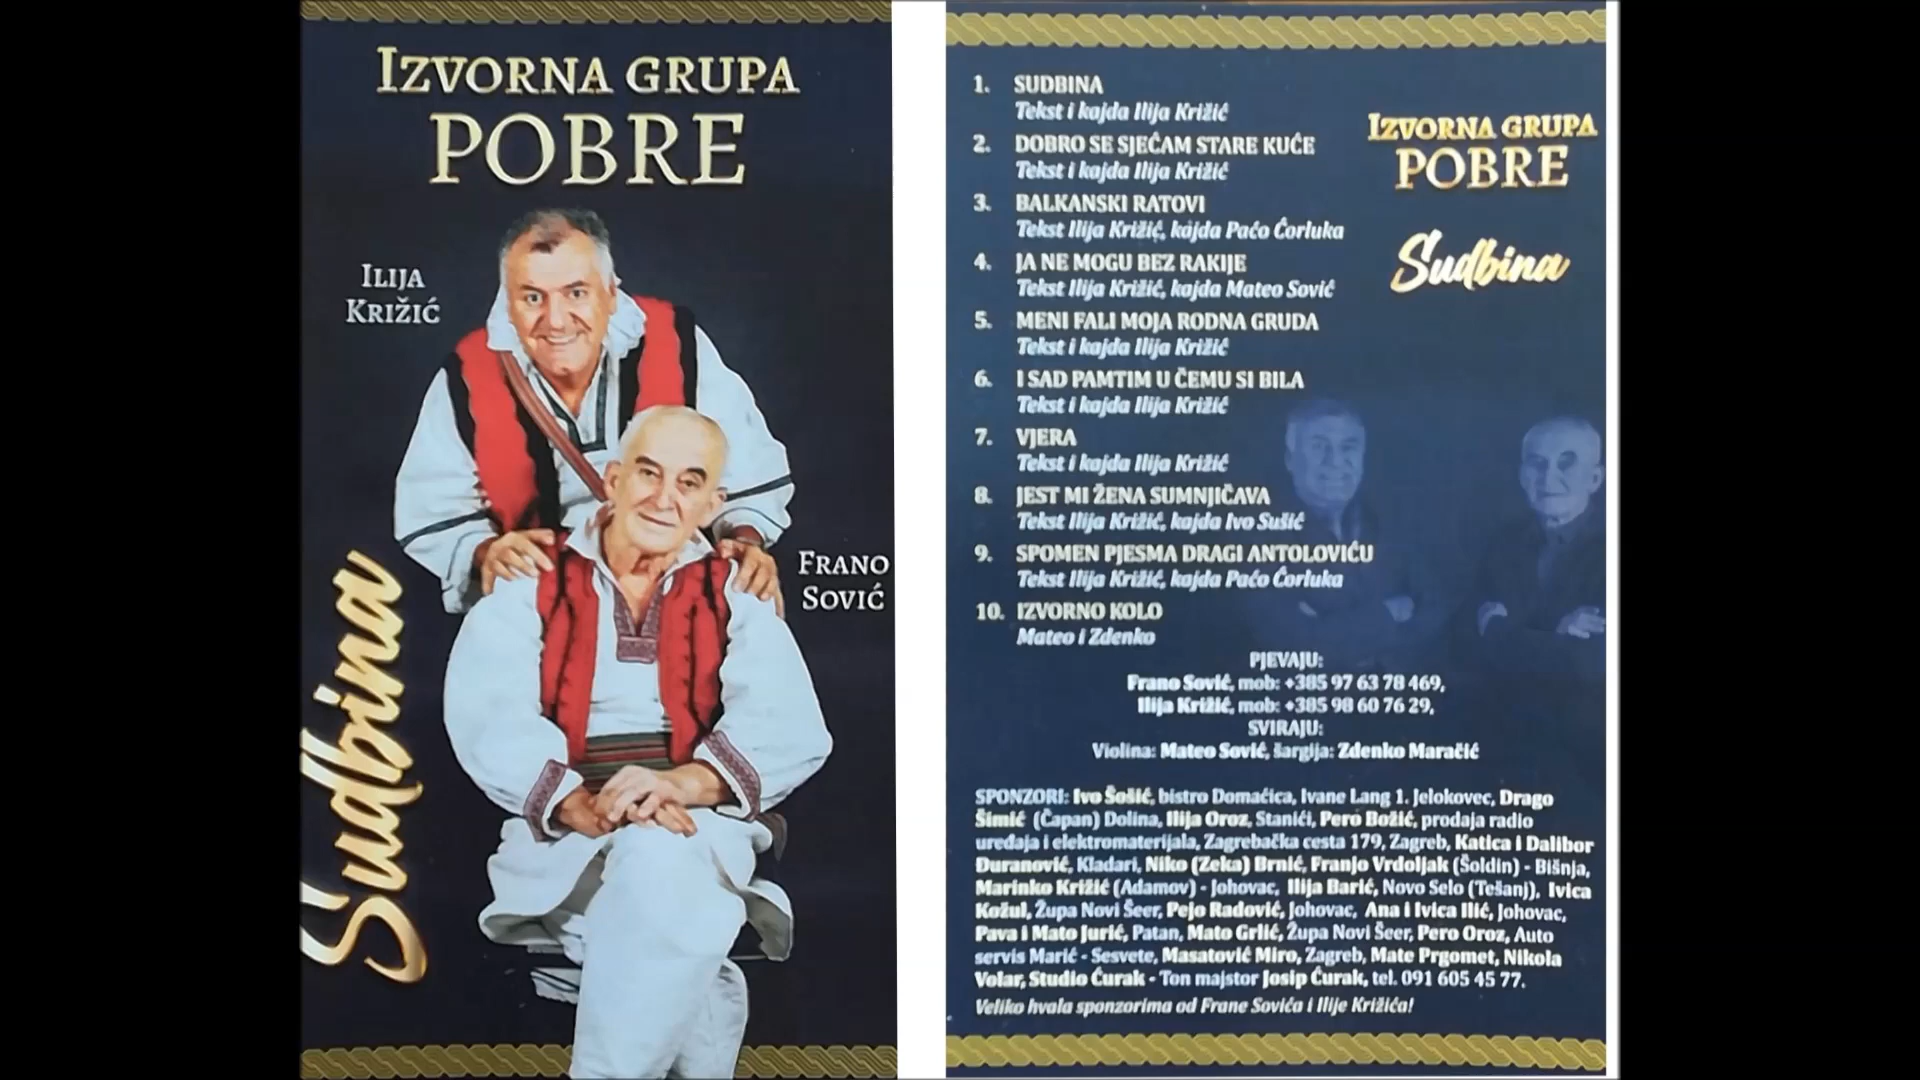 IZVORNA GRUPA
POBRE
ILIJA
KRIŽIĆ
FRANO
SOVIĆ
Sudbina
1. SUDBINA
Tekst i kajda Ilija Križić
2. DOBRO SE SJEĆAM STARE KUĆE
Tekst i kajda Ilija Križić
3. BALKANSKI RATOVI
Tekst Ilija Križić, kajda Paćo Ćorluka
4. JA NE MOGU BEZ RAKIJE
Tekst Ilija Križić, kajda Mateo Sović
5. MENI FALI MOJA RODNA GRUDA
Tekst i kajda Ilija Križić
6. I SAD PAMTIM U ČEMU SI BILA
Tekst i kajda Ilija Križić
7. VJERA
Tekst i kajda Ilija Križić
8. JEST MI ŽENA SUMNJIČAVA
Tekst Ilija Križić, kajda Ivo Sušić
9. SPOMEN PJESMA DRAGI ANTOLOVIĆU
Tekst Ilija Križić, kajda Paćo Ćorluka
10. IZVORNO KOLO
Mateo i Zdenko
IZVORNA GRUPA
POBRE
Sudbina
PJEVAJU:
Frano Sović, mob: +385 97 63 78 469,
Ilija Križić, mob: +385 98 60 76 29,
SVIRAJU:
Violina: Mateo Sović, šargija: Zdenko Maračić
SPONZORI: Ivo Šošić, bistro Domaćica, Ivane Lang 1. Jelokovec, Drago
Šimić (Čapan) Dolina, Ilija Oroz, Stanići, Pero Božić, prodaja radio
uređaja i elektromaterijala, Zagrebačka cesta 179, Zagreb, Katica i Dalibor
Đuranović, Kladari, Niko (Zeka) Brnić, Franjo Vrdoljak (Šoldin) - Bišnja,
Marinko Križić (Adamov) - Johovac, Ilija Barić, Novo Selo (Tešanj), Ivica
Kožul, Župa Novi Šeer, Pejo Radović, Johovac, Ana i Ivica Ilić, Johovac,
Pava i Mato Jurić, Patan, Mato Grlić, Župa Novi Šeer, Pero Oroz, Auto
servis Marić - Sesvete, Masatović Miro, Zagreb, Mate Prgomet, Nikola
Volar, Studio Ćurak - Ton majstor Josip Ćurak, tel. 091 605 45 77.
Veliko hvala sponzorima od Frane Sovića i Ilije Križića!